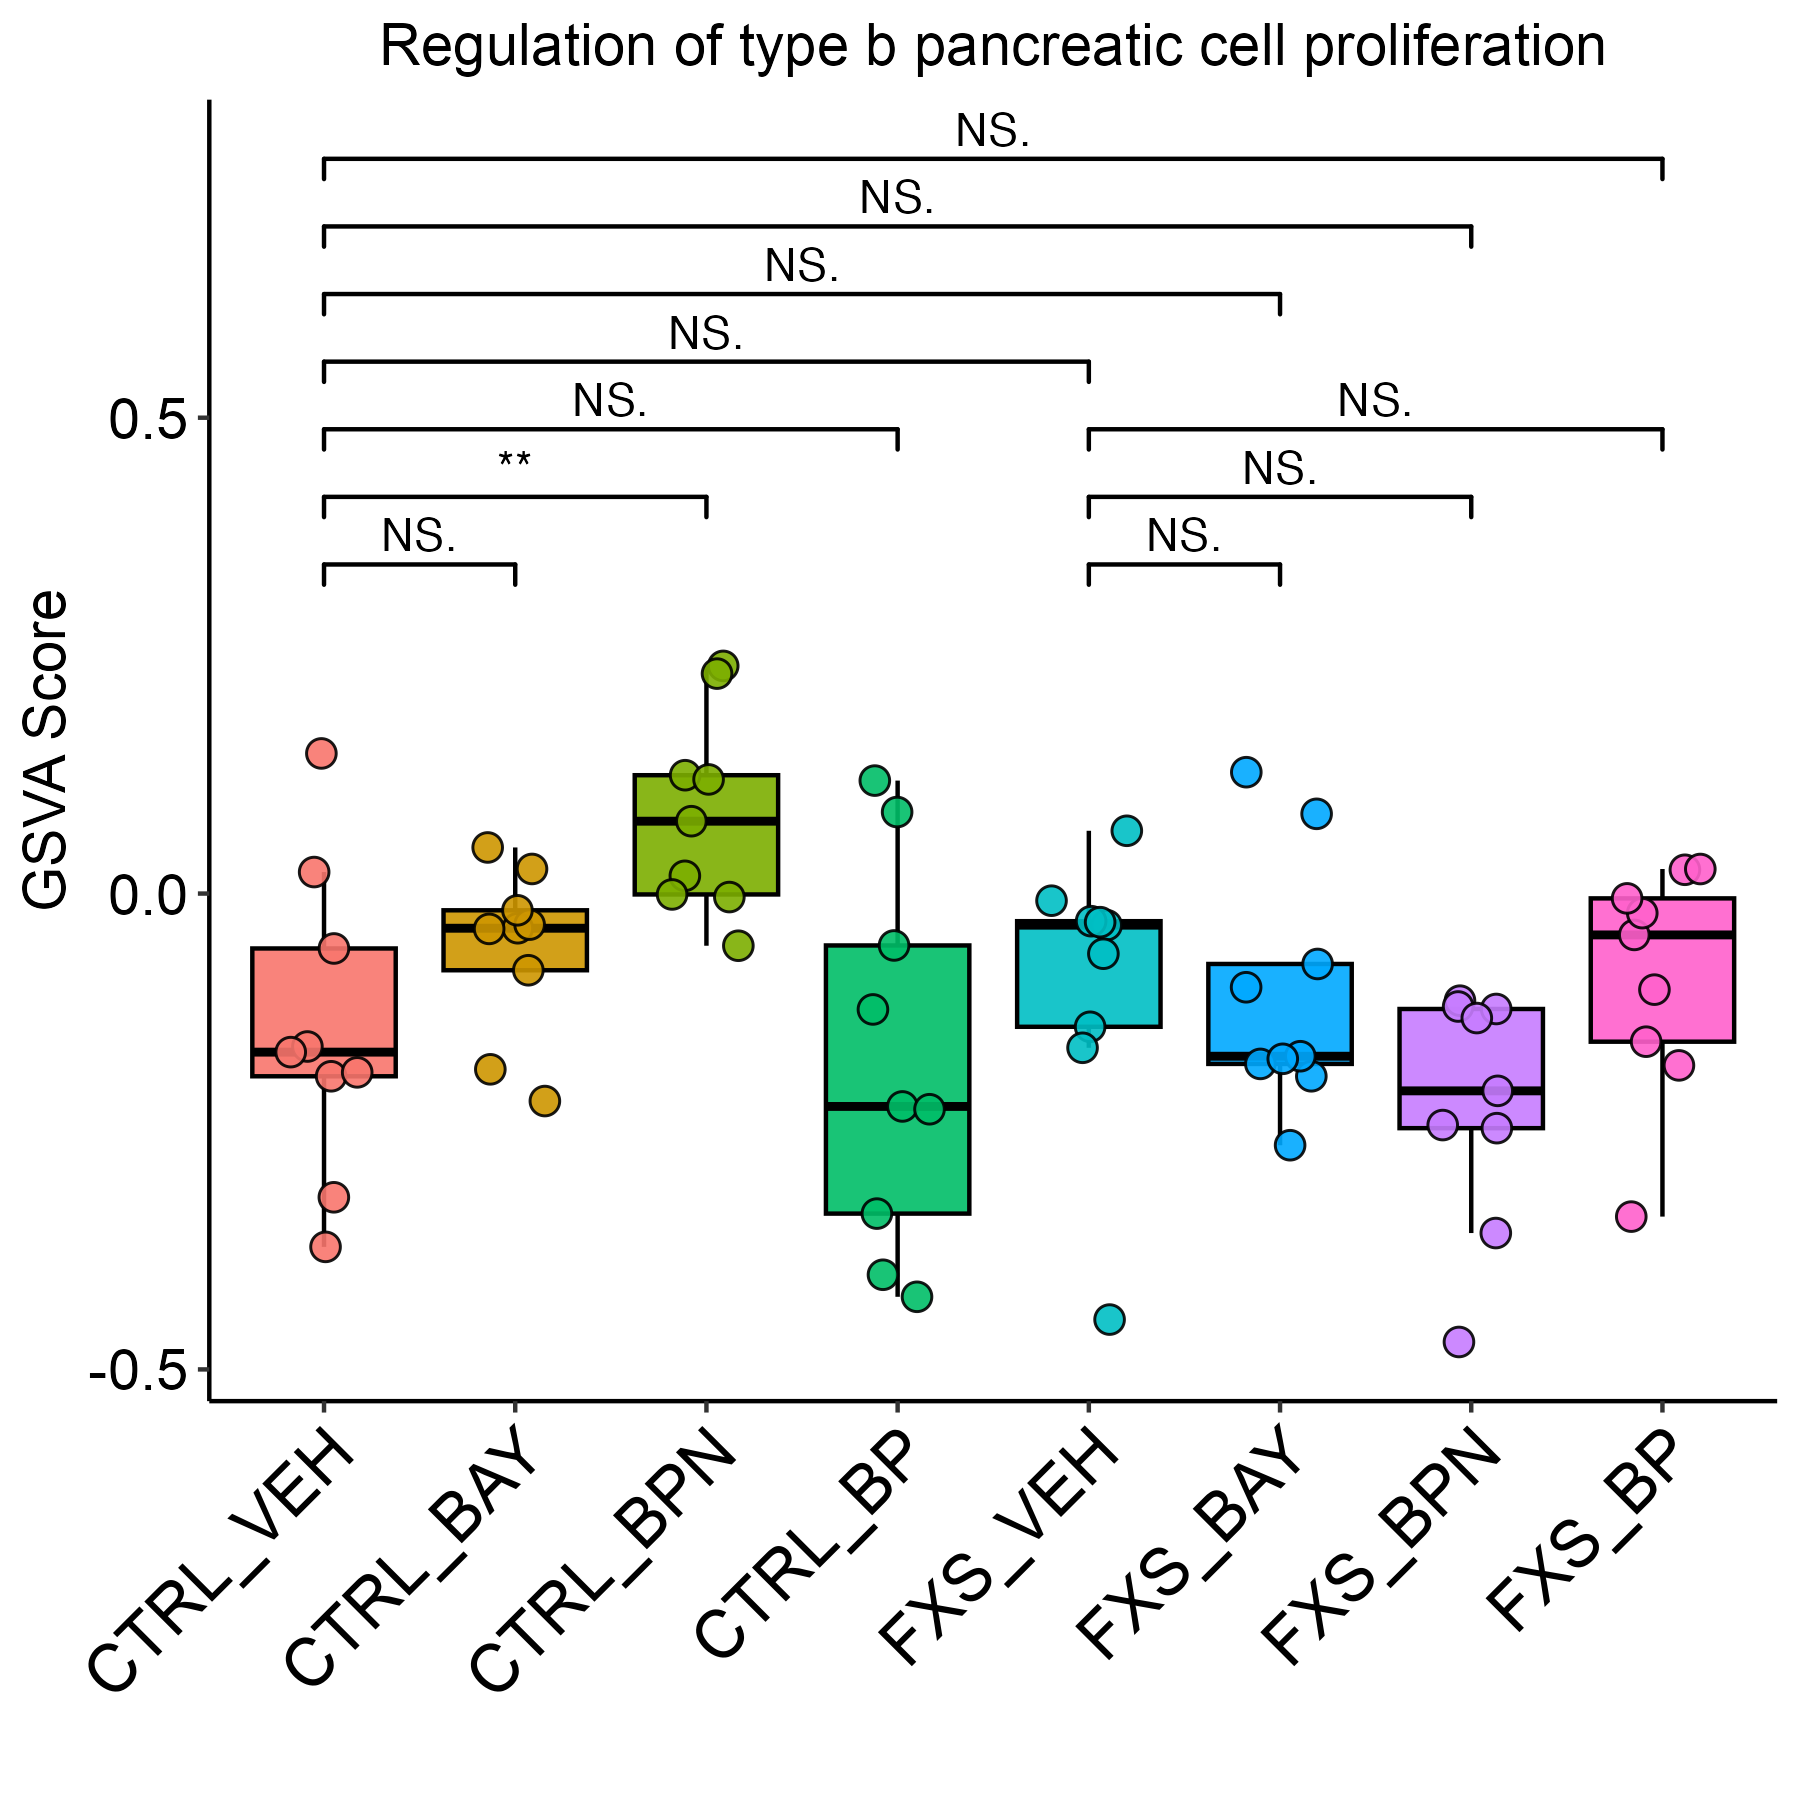 Regulation of type b pancreatic cell proliferation
NS.
NS.
NS.
NS.
NS.
NS.
**
NS.
NS.
NS.
GSVA Score
0.5
0.0
-0.5
CTRL_VEH
CTRL_BAY
CTRL_BPN
CTRL_BP
FXS_VEH
FXS_BAY
FXS_BPN
FXS_BP